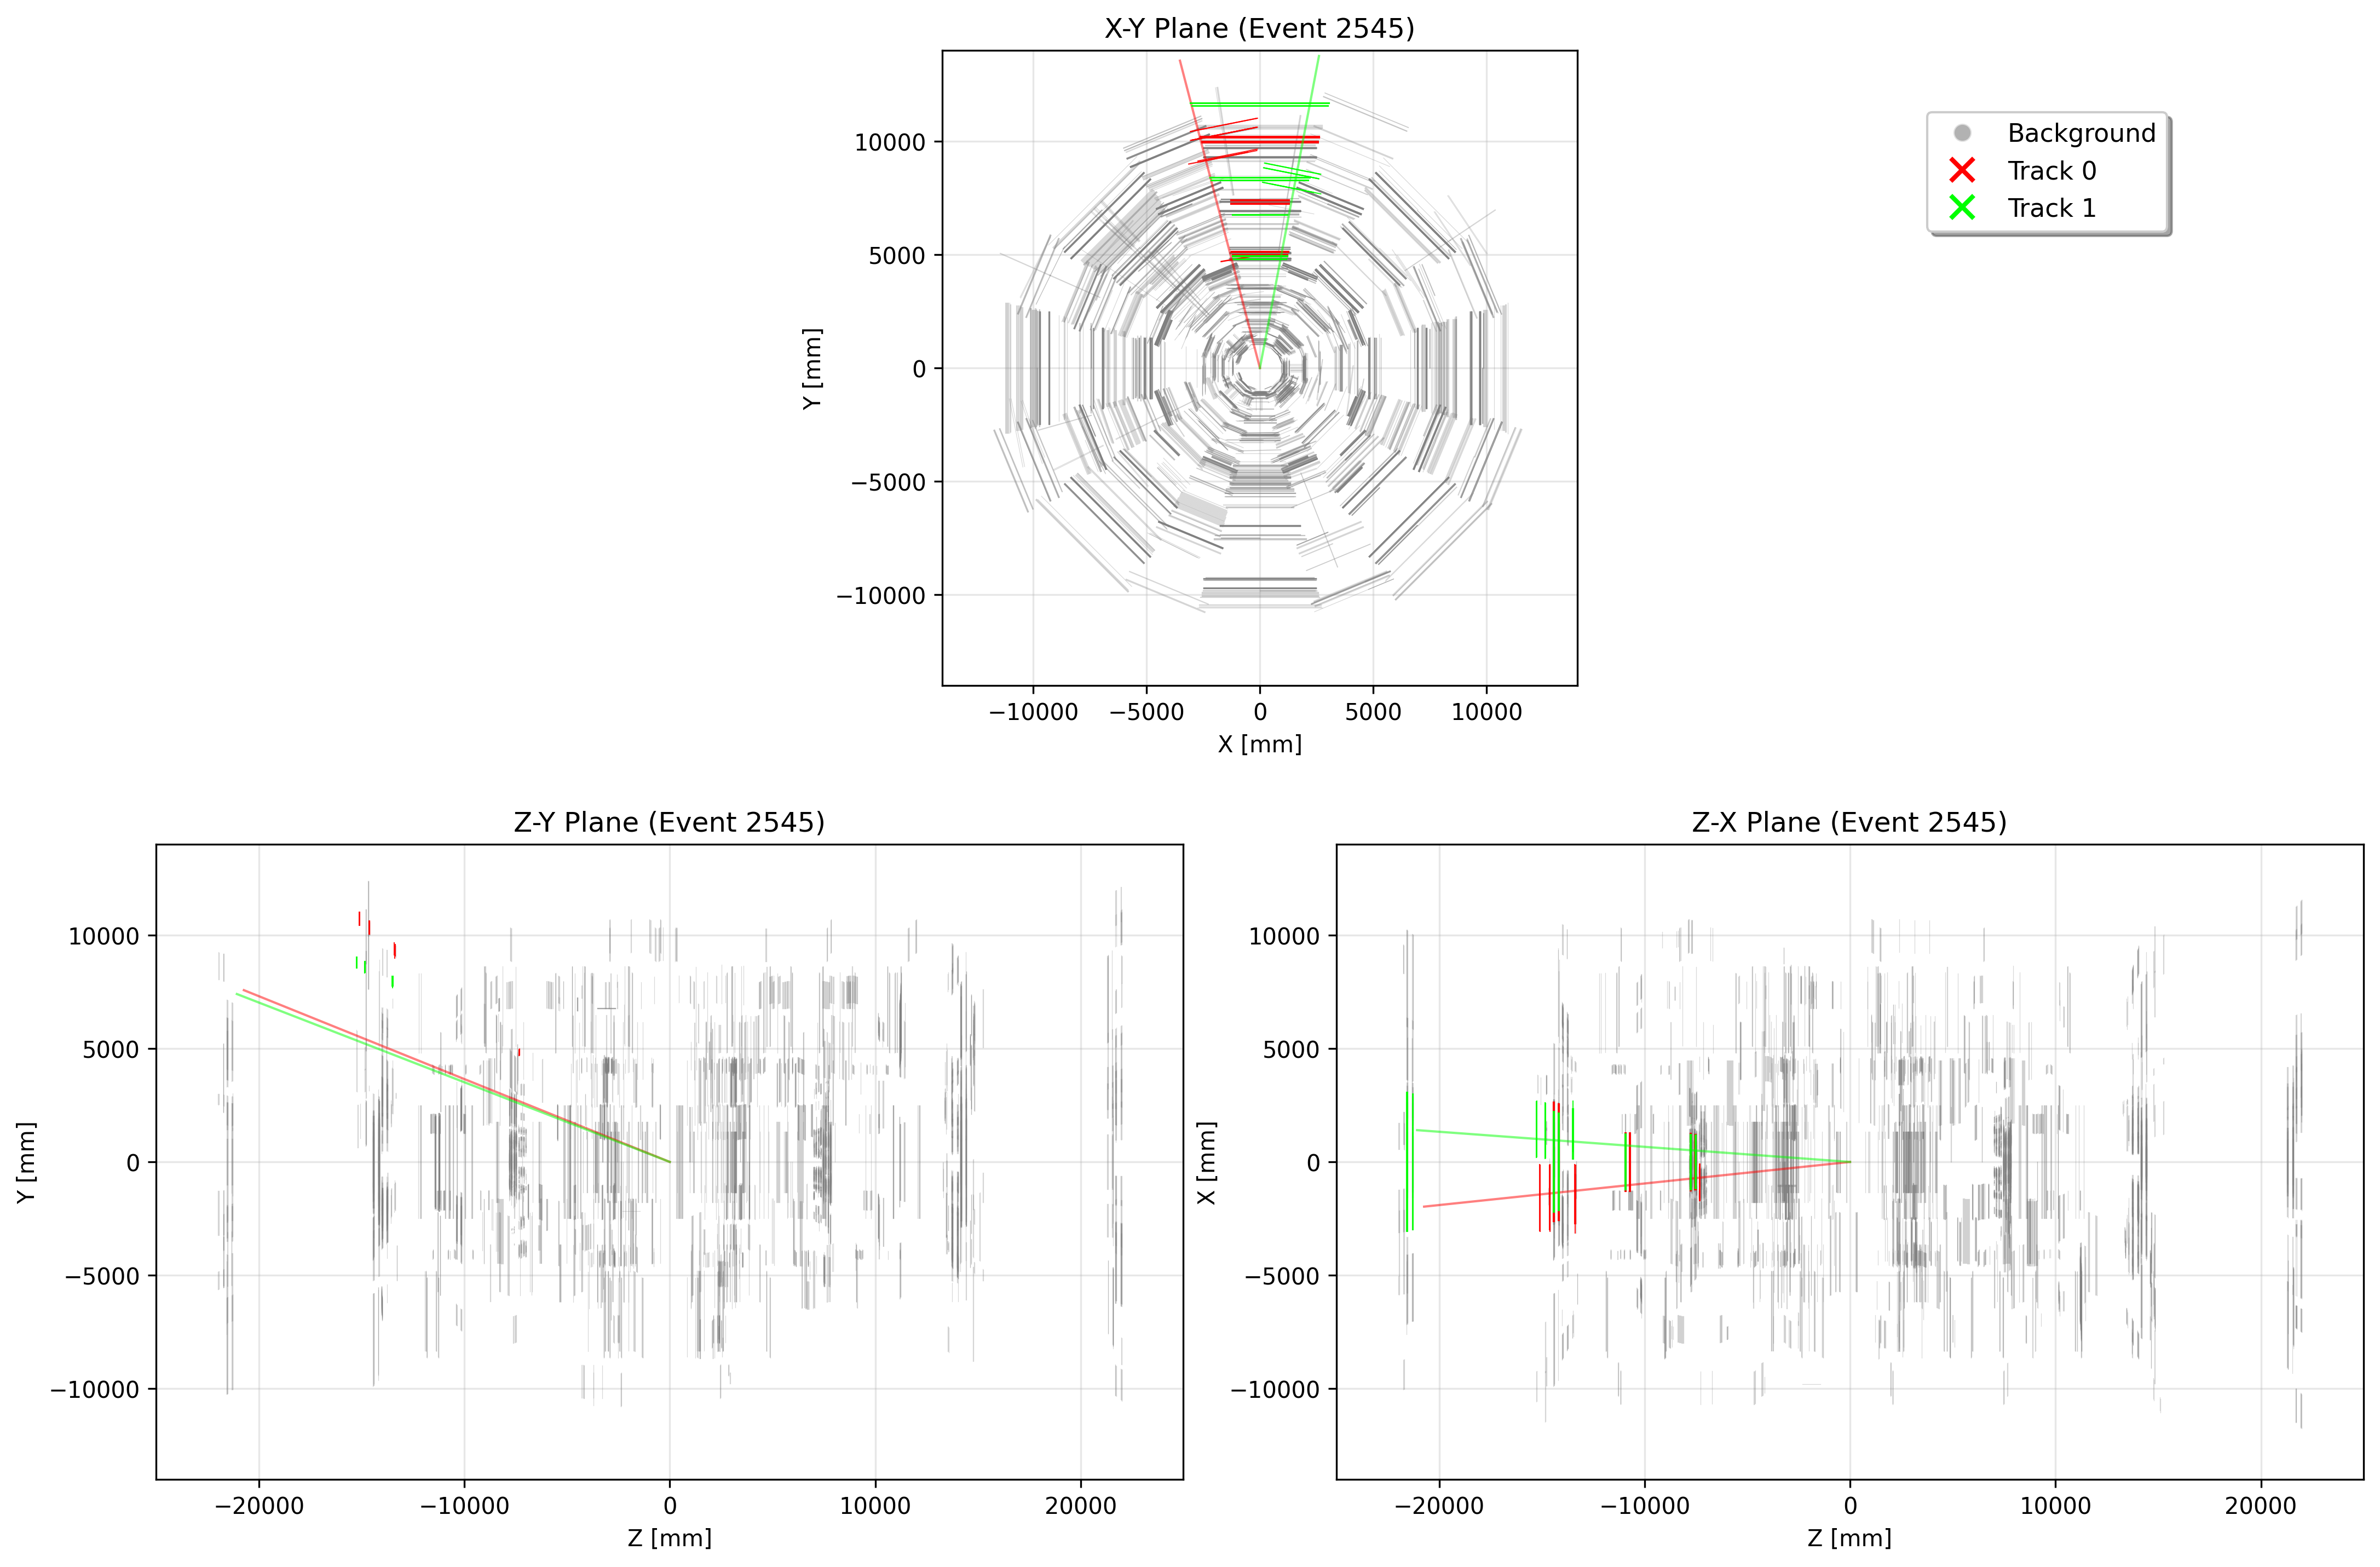 X-Y Plane (Event 2545)
Y [mm]
10000
5000
0
−5000
−10000
−10000 −5000 0 5000 10000
X [mm]
Background
Track 0
Track 1
Z-Y Plane (Event 2545)
Y [mm]
10000
5000
0
−5000
−10000
−20000 −10000 0 10000 20000
Z [mm]
Z-X Plane (Event 2545)
X [mm]
10000
5000
0
−5000
−10000
−20000 −10000 0 10000 20000
Z [mm]